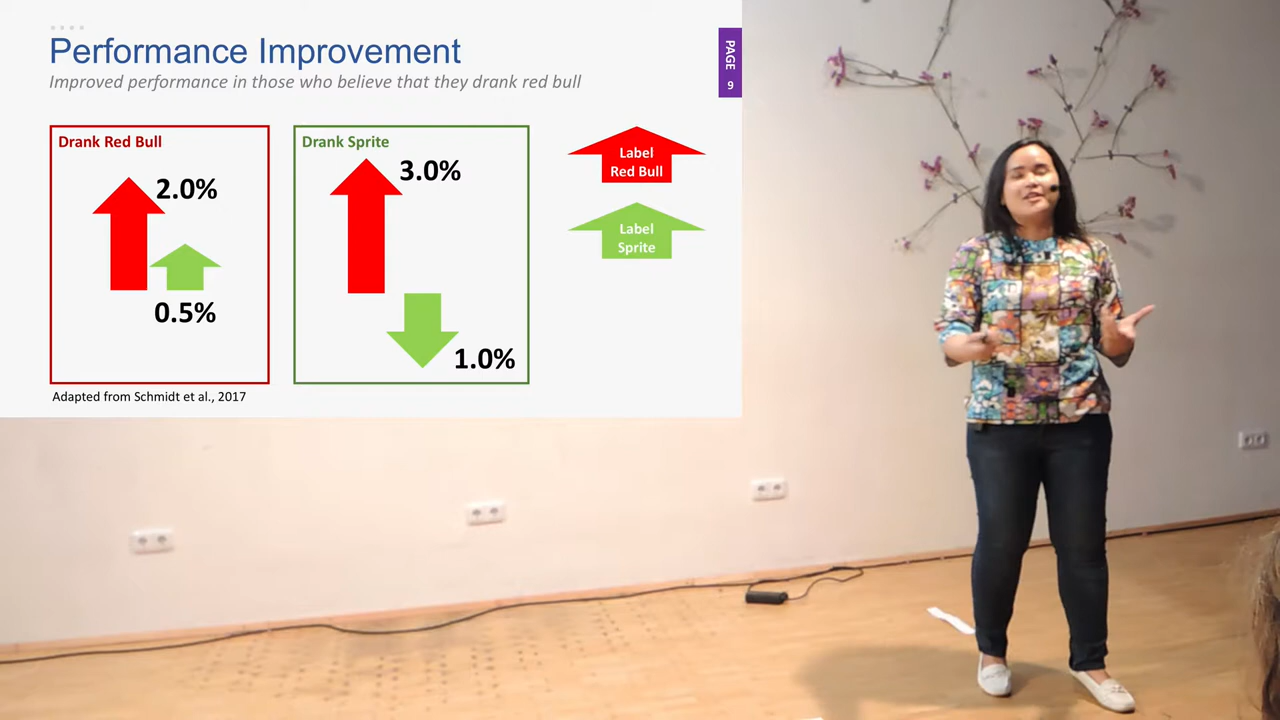 Performance Improvement
Improved performance in those who believe that they drank red bull
PAGE
9
Drank Red Bull
2.0%
0.5%
Drank Sprite
3.0%
1.0%
Label
Red Bull
Label
Sprite
Adapted from Schmidt et al., 2017